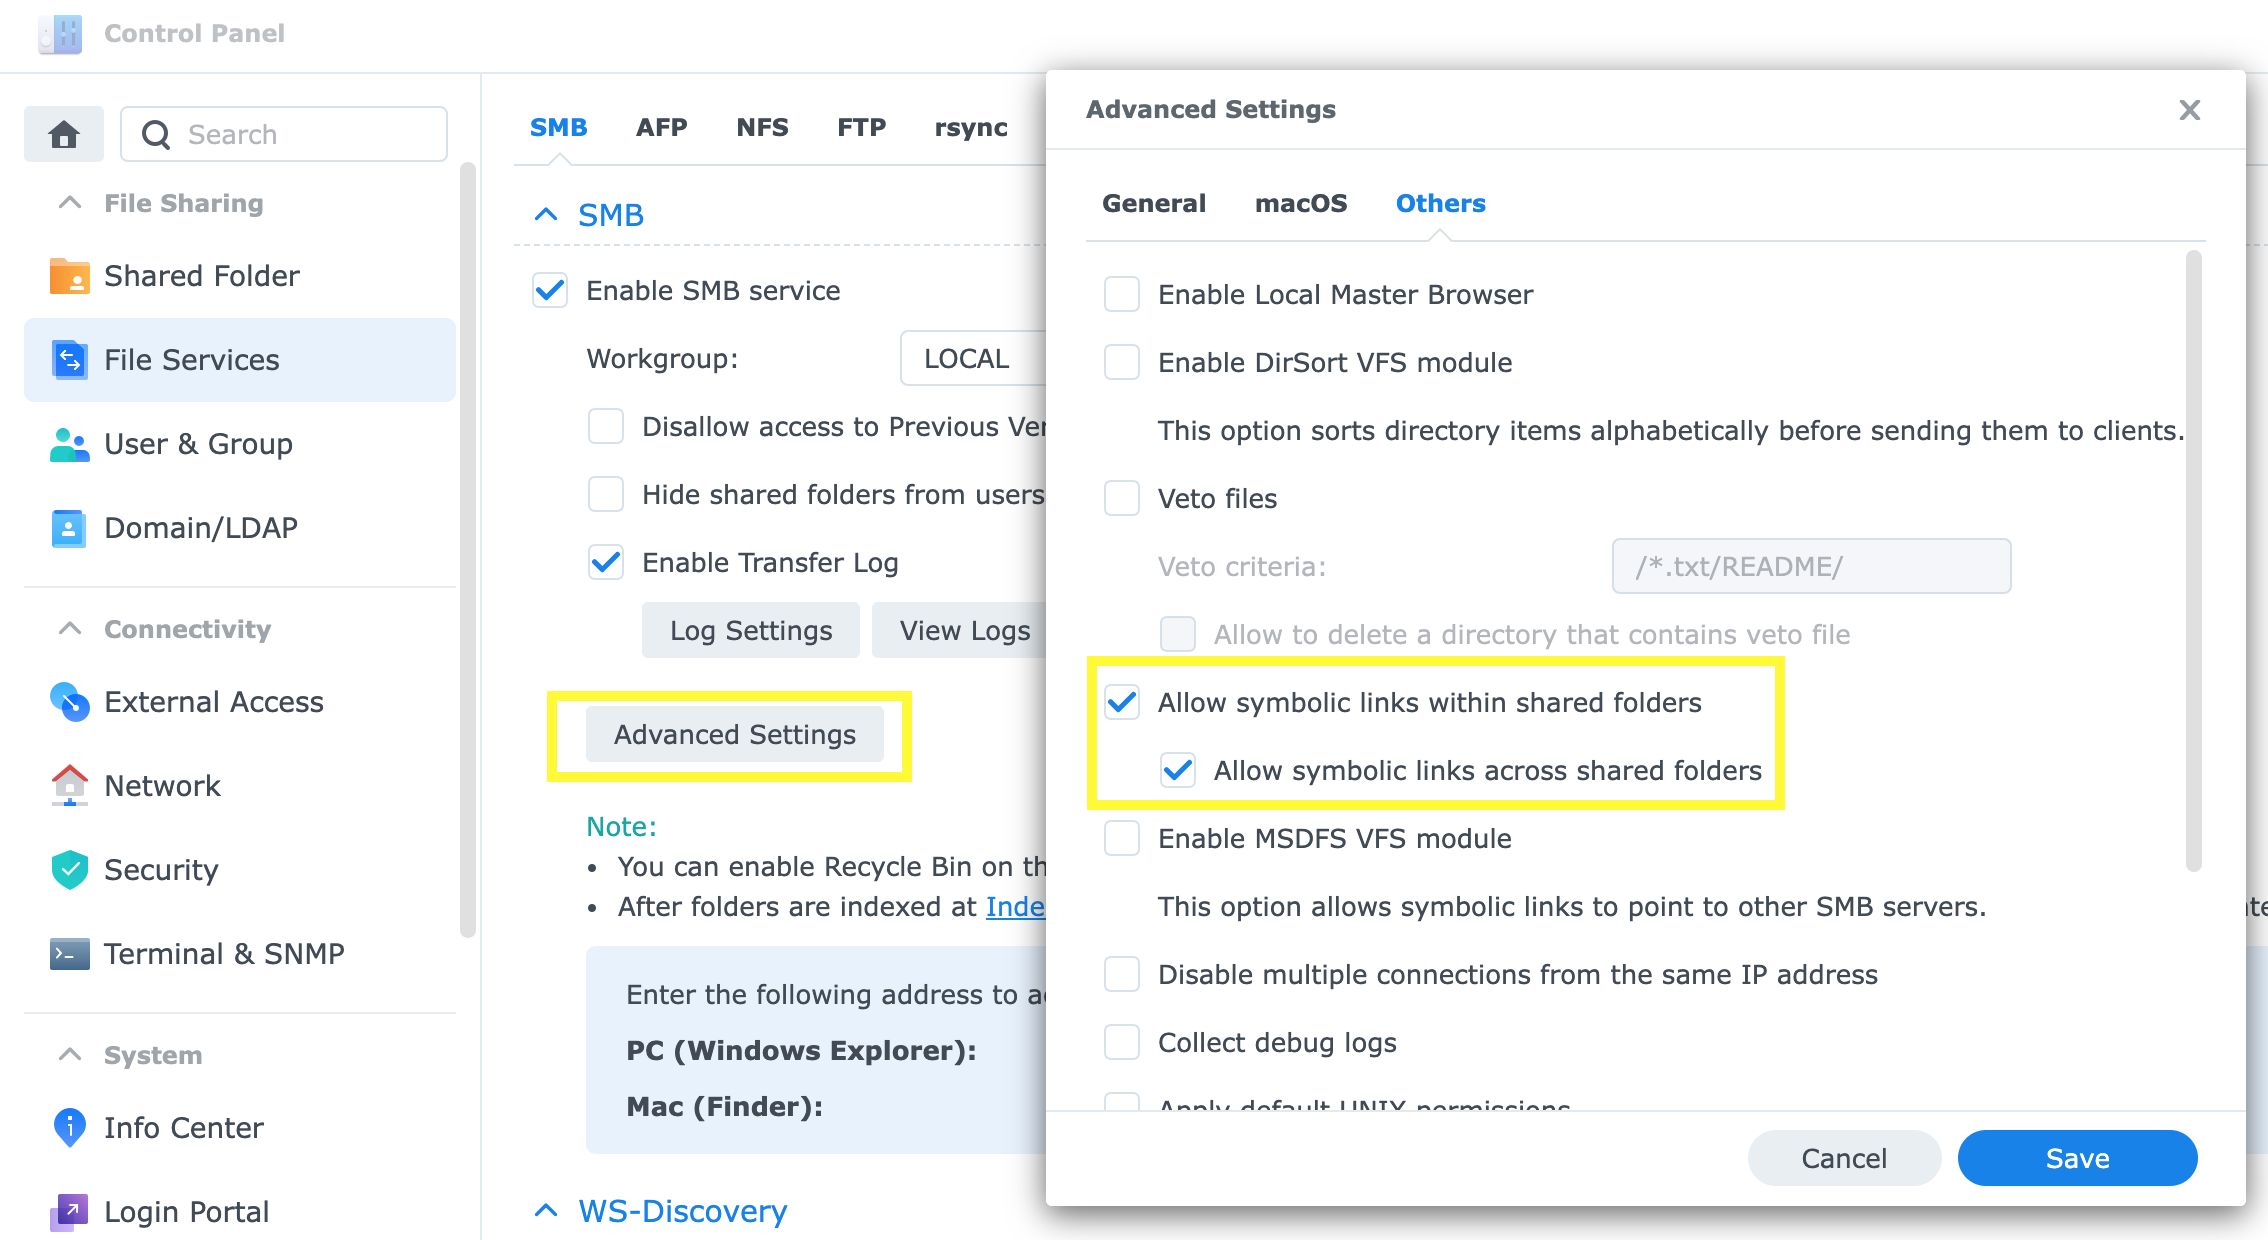 Control Panel
Search
File Sharing
Shared Folder
File Services
User & Group
Domain/LDAP
Connectivity
External Access
Network
Security
Terminal & SNMP
System
Info Center
Login Portal
SMB AFP NFS FTP rsync
SMB
Enable SMB service
Workgroup: LOCAL
Disallow access to Previous
Hide shared folders from users
Enable Transfer Log
Log Settings View Logs
Advanced Settings
Note:
• You can enable Recycle Bin on
• After folders are indexed at
Enter the following address to
PC (Windows Explorer):
Mac (Finder):
WS-Discovery
Advanced Settings
General macOS Others
Enable Local Master Browser
Enable DirSort VFS module
This option sorts directory items alphabetically before sending them to clients.
Veto files
Veto criteria: /*.txt/README/
Allow to delete a directory that contains veto file
Allow symbolic links within shared folders
Allow symbolic links across shared folders
Enable MSDFS VFS module
This option allows symbolic links to point to other SMB servers.
Disable multiple connections from the same IP address
Collect debug logs
Apply default UNIX permissions
Cancel Save